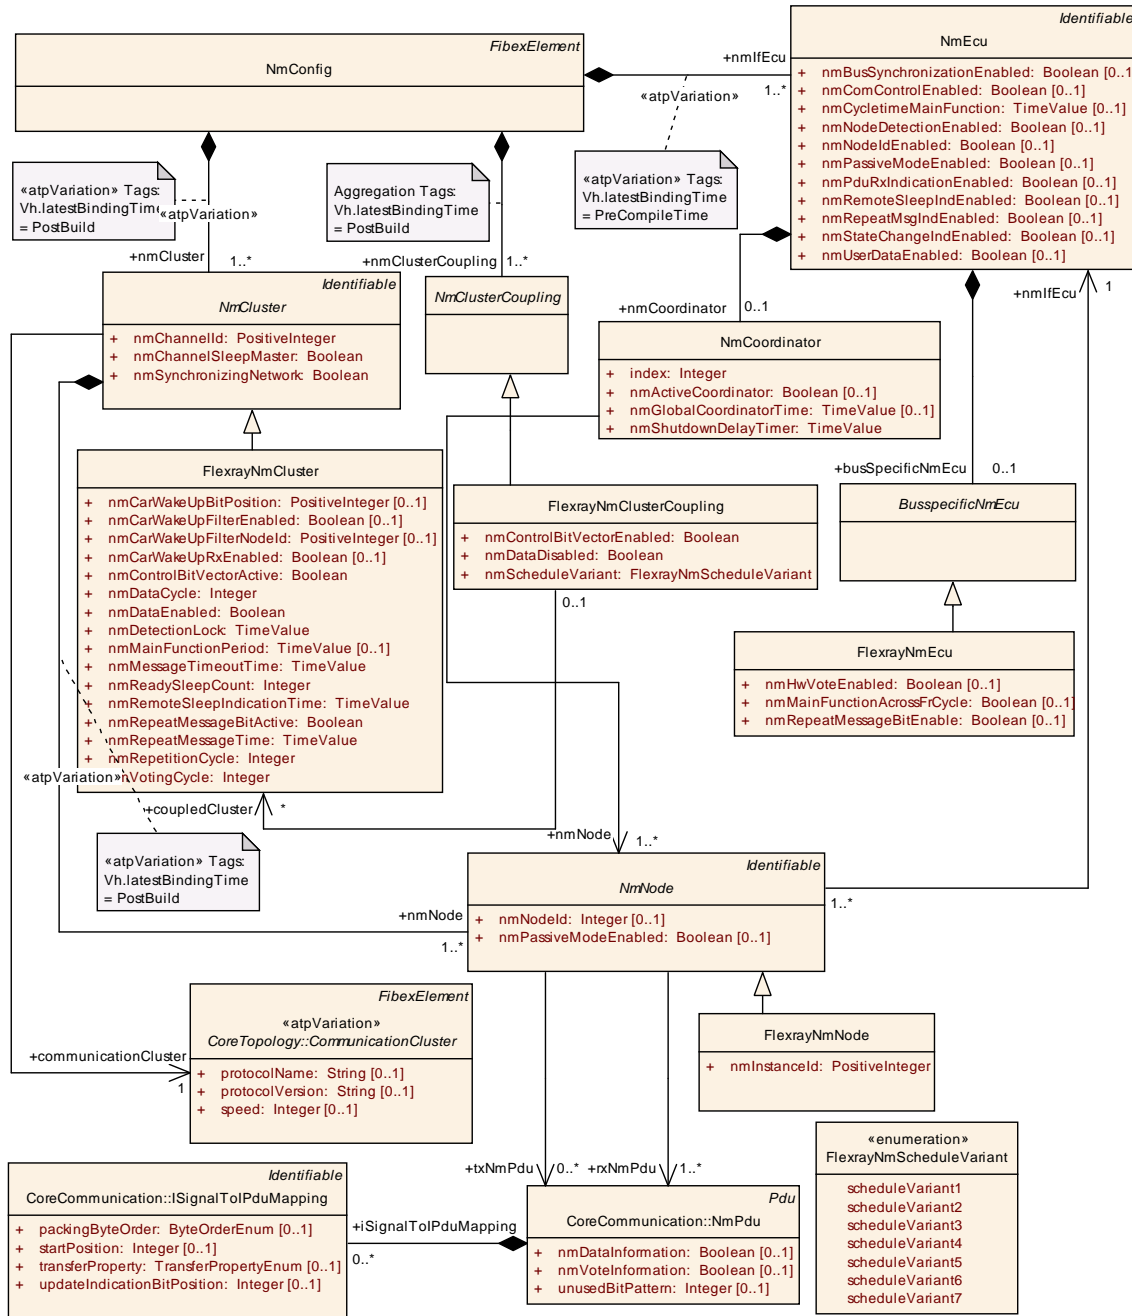 FibexElement
NmConfig
Identifiable
NmEcu
+ nmBusSynchronizationEnabled: Boolean [0..1]
+ nmComControlEnabled: Boolean [0..1]
+ nmCycletimeMainFunction: TimeValue [0..1]
+ nmNodeDetectionEnabled: Boolean [0..1]
+ nmNodeIdEnabled: Boolean [0..1]
+ nmPassiveModeEnabled: Boolean [0..1]
+ nmPduRxIndicationEnabled: Boolean [0..1]
+ nmRemoteSleepIndEnabled: Boolean [0..1]
+ nmRepeatMsgIndEnabled: Boolean [0..1]
+ nmStateChangeIndEnabled: Boolean [0..1]
+ nmUserDataEnabled: Boolean [0..1]
+nmIfEcu
«atpVariation»
1..*
«atpVariation» Tags:
Vh.latestBindingTime
= PostBuild
«atpVariation»
Aggregation Tags:
Vh.latestBindingTime
= PostBuild
«atpVariation» Tags:
Vh.latestBindingTime
= PreCompileTime
+nmCluster
1..*
+nmClusterCoupling
1..*
+nmCoordinator
0..1
+nmIfEcu
1
Identifiable
NmCluster
+ nmChannelId: PositiveInteger
+ nmChannelSleepMaster: Boolean
+ nmSynchronizingNetwork: Boolean
NmClusterCoupling
NmCoordinator
+ index: Integer
+ nmActiveCoordinator: Boolean [0..1]
+ nmGlobalCoordinatorTime: TimeValue [0..1]
+ nmShutdownDelayTimer: TimeValue
FlexrayNmCluster
+ nmCarWakeUpBitPosition: PositiveInteger [0..1]
+ nmCarWakeUpFilterEnabled: Boolean [0..1]
+ nmCarWakeUpFilterNodeId: PositiveInteger [0..1]
+ nmCarWakeUpRxEnabled: Boolean [0..1]
+ nmControlBitVectorActive: Boolean
+ nmDataCycle: Integer
+ nmDataEnabled: Boolean
+ nmDetectionLock: TimeValue
+ nmMainFunctionPeriod: TimeValue [0..1]
+ nmMessageTimeoutTime: TimeValue
+ nmReadySleepCount: Integer
+ nmRemoteSleepIndicationTime: TimeValue
+ nmRepeatMessageBitActive: Boolean
+ nmRepeatMessageTime: TimeValue
+ nmRepetitionCycle: Integer
«atpVariation» nVotingCycle: Integer
FlexrayNmClusterCoupling
+ nmControlBitVectorEnabled: Boolean
+ nmDataDisabled: Boolean
+ nmScheduleVariant: FlexrayNmScheduleVariant
0..1
+busSpecificNmEcu
0..1
BusspecificNmEcu
FlexrayNmEcu
+ nmHwVoteEnabled: Boolean [0..1]
+ nmMainFunctionAcrossFrCycle: Boolean [0..1]
+ nmRepeatMessageBitEnable: Boolean [0..1]
+coupledCluster
*
«atpVariation» Tags:
Vh.latestBindingTime
= PostBuild
+nmNode
1..*
+nmNode
1..*
Identifiable
NmNode
+ nmNodeId: Integer [0..1]
+ nmPassiveModeEnabled: Boolean [0..1]
1..*
FlexrayNmNode
+ nmInstanceId: PositiveInteger
FibexElement
«atpVariation»
CoreTopology::CommunicationCluster
+ protocolName: String [0..1]
+ protocolVersion: String [0..1]
+ speed: Integer [0..1]
+communicationCluster
1
+txNmPdu
0..*
+rxNmPdu
1..*
«enumeration»
FlexrayNmScheduleVariant
scheduleVariant1
scheduleVariant2
scheduleVariant3
scheduleVariant4
scheduleVariant5
scheduleVariant6
scheduleVariant7
Identifiable
CoreCommunication::ISignalToIPduMapping
+ packingByteOrder: ByteOrderEnum [0..1]
+ startPosition: Integer [0..1]
+ transferProperty: TransferPropertyEnum [0..1]
+ updateIndicationBitPosition: Integer [0..1]
+iSignalToIPduMapping
0..*
Pdu
CoreCommunication::NmPdu
+ nmDataInformation: Boolean [0..1]
+ nmVoteInformation: Boolean [0..1]
+ unusedBitPattern: Integer [0..1]